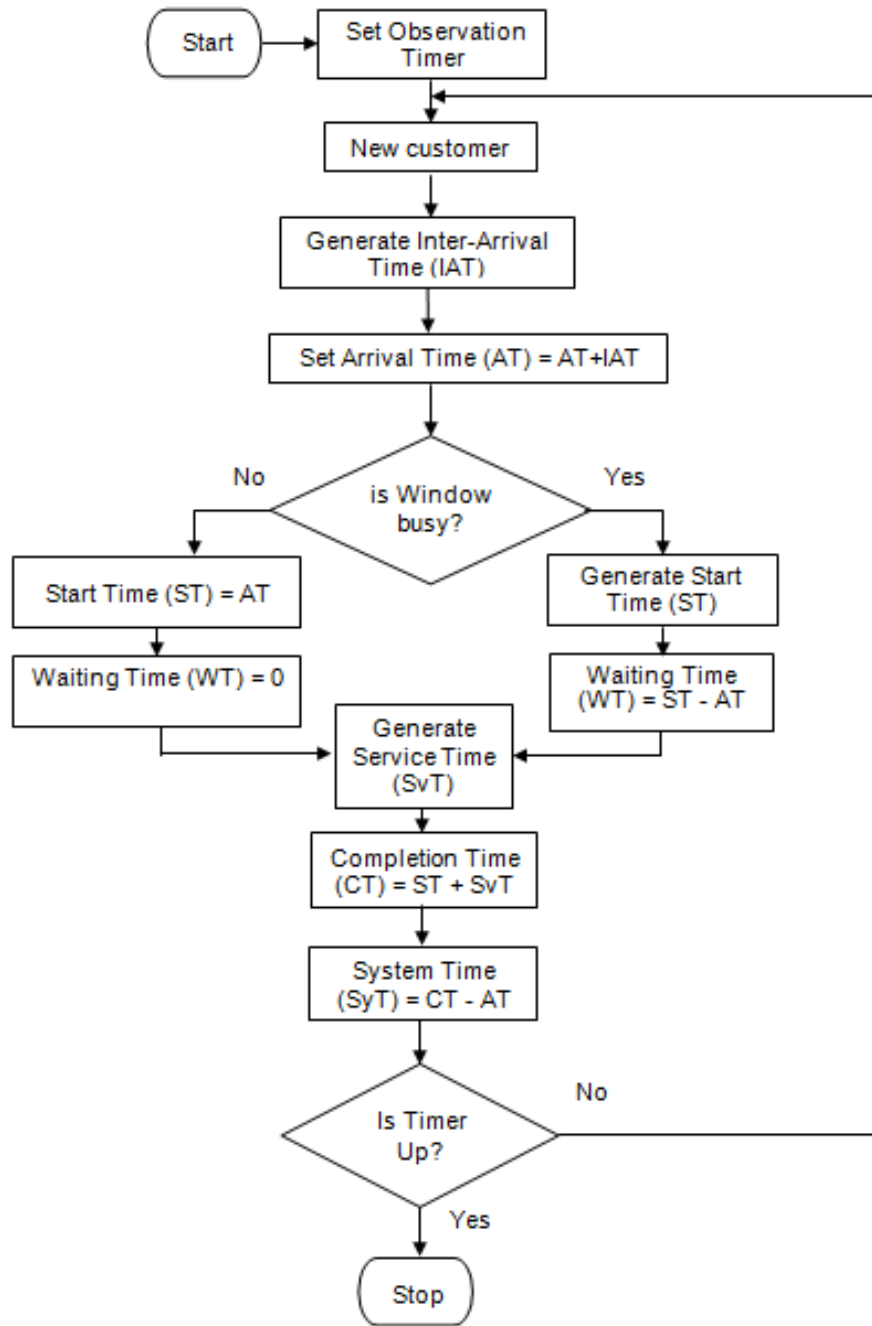 Start
Set Observation
Timer
New customer
Generate Inter-Arrival
Time (IAT)
Set Arrival Time (AT) = AT+IAT
is Window
busy?
No
Yes
Start Time (ST) = AT
Waiting Time (WT) = 0
Generate Start
Time (ST)
Waiting Time
(WT) = ST - AT
Generate
Service Time
(SvT)
Completion Time
(CT) = ST + SvT
System Time
(SyT) = CT - AT
Is Timer
Up?
No
Yes
Stop